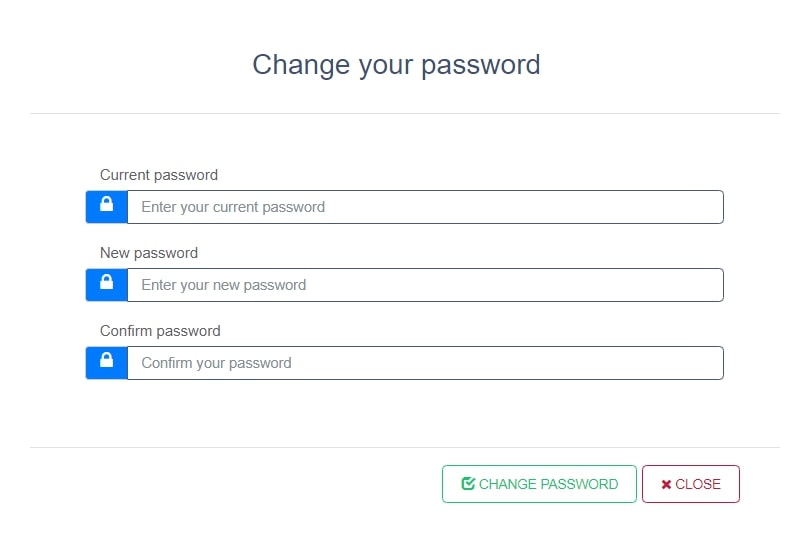 Change your password
Current password
Enter your current password
New password
Enter your new password
Confirm password
Confirm your password
CHANGE PASSWORD CLOSE